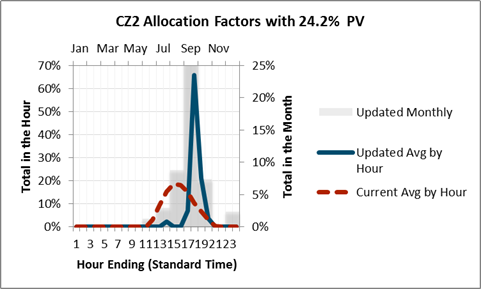 CZ2 Allocation Factors with 24.2% PV
Jan Mar May Jul Sep Nov
70% 25%
60%
20%
50%
40% 15%
30% 10%
20%
5%
10%
0% 0%
Total in the Hour
Total in the Month
1 3 5 7 9 11 13 15 17 19 21 23
Hour Ending (Standard Time)
Updated Monthly
Updated Avg by
Hour
Current Avg by Hour